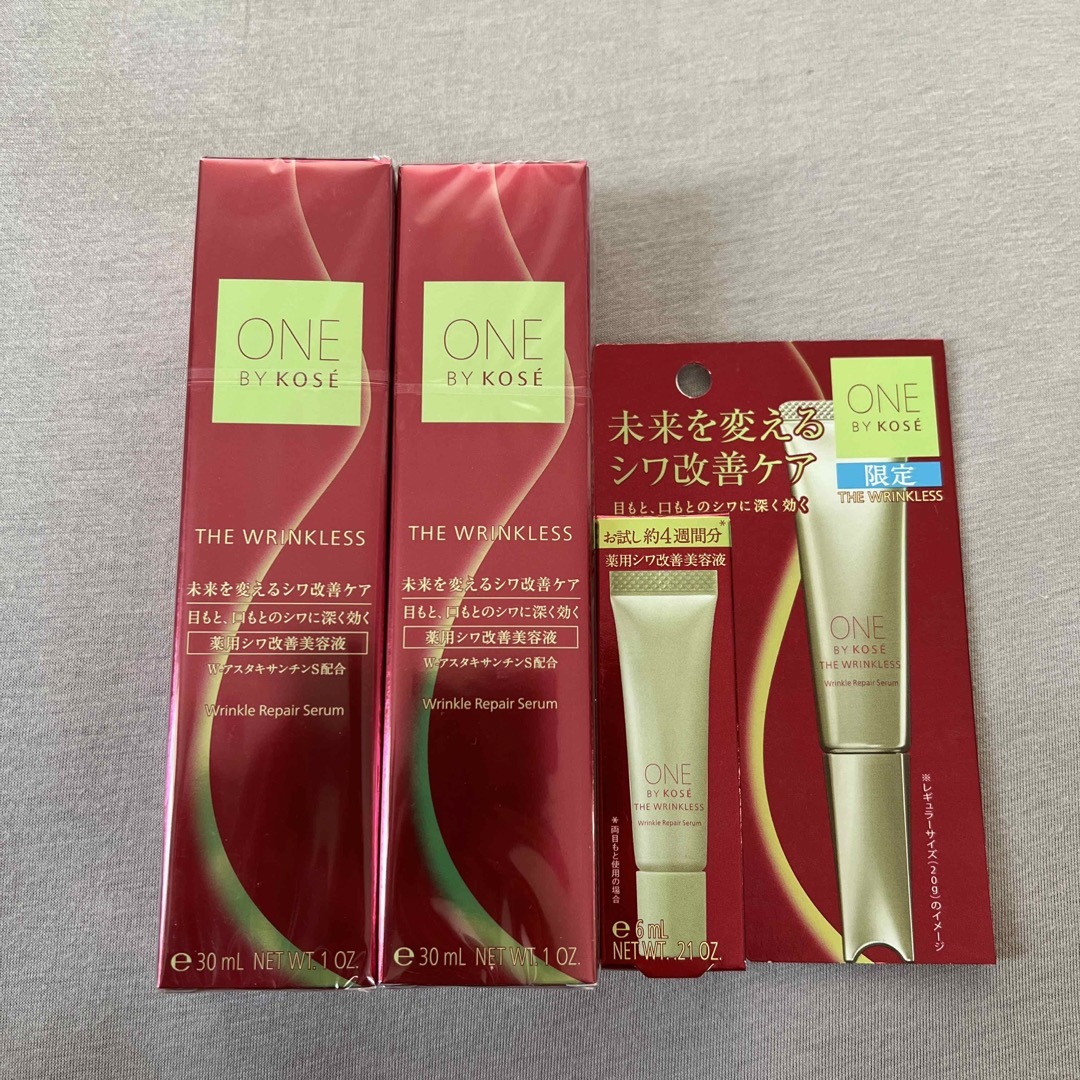 ONE
BY KOSÉ
THE WRINKLESS
未来を変えるシワ改善ケア
目もと、口もとのシワに深く効く
薬用シワ改善美容液
W-アスタキサンチンS配合
Wrinkle Repair Serum
e 30 mL NET WT. 1 OZ.
ONE
BY KOSÉ
THE WRINKLESS
未来を変えるシワ改善ケア
目もと、口もとのシワに深く効く
薬用シワ改善美容液
W-アスタキサンチンS配合
Wrinkle Repair Serum
e 30 mL NET WT. 1 OZ.
未来を変える
シワ改善ケア
目もと、口もとのシワに深く効く
ONE
BY KOSÉ
限定
THE WRINKLESS
お試し約4週間分*
薬用シワ改善美容液
ONE
BY KOSÉ
THE WRINKLESS
Wrinkle Repair Serum
*両目もと使用の場合
e 6 mL
NET WT. .21 OZ.
ONE
BY KOSÉ
THE WRINKLESS
Wrinkle Repair Serum
※レギュラーサイズ(20g)のイメージ